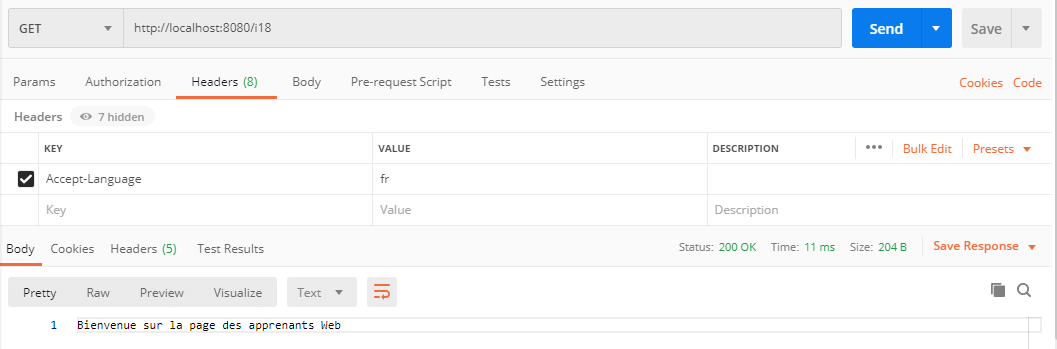 GET http://localhost:8080/i18 Send Save
Params Authorization Headers (8) Body Pre-request Script Tests Settings Cookies Code
Headers 7 hidden
KEY VALUE DESCRIPTION ••• Bulk Edit Presets
Accept-Language fr
Key Value Description
Body Cookies Headers (5) Test Results Status: 200 OK Time: 11 ms Size: 204 B Save Response
Pretty Raw Preview Visualize Text
1 Bienvenue sur la page des apprenants Web